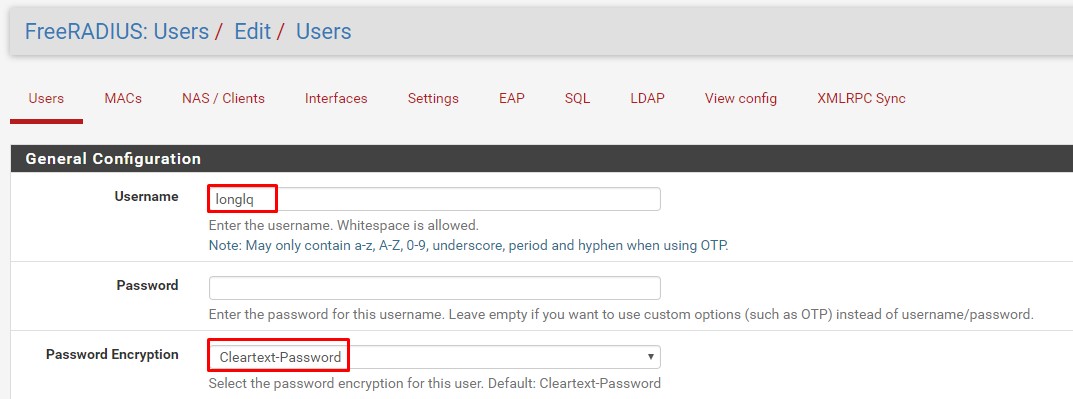 FreeRADIUS: Users / Edit / Users
Users MACs NAS / Clients Interfaces Settings EAP SQL LDAP View config XMLRPC Sync
General Configuration
Username longlq
Enter the username. Whitespace is allowed.
Note: May only contain a-z, A-Z, 0-9, underscore, period and hyphen when using OTP.
Password
Enter the password for this username. Leave empty if you want to use custom options (such as OTP) instead of username/password.
Password Encryption Cleartext-Password
Select the password encryption for this user. Default: Cleartext-Password